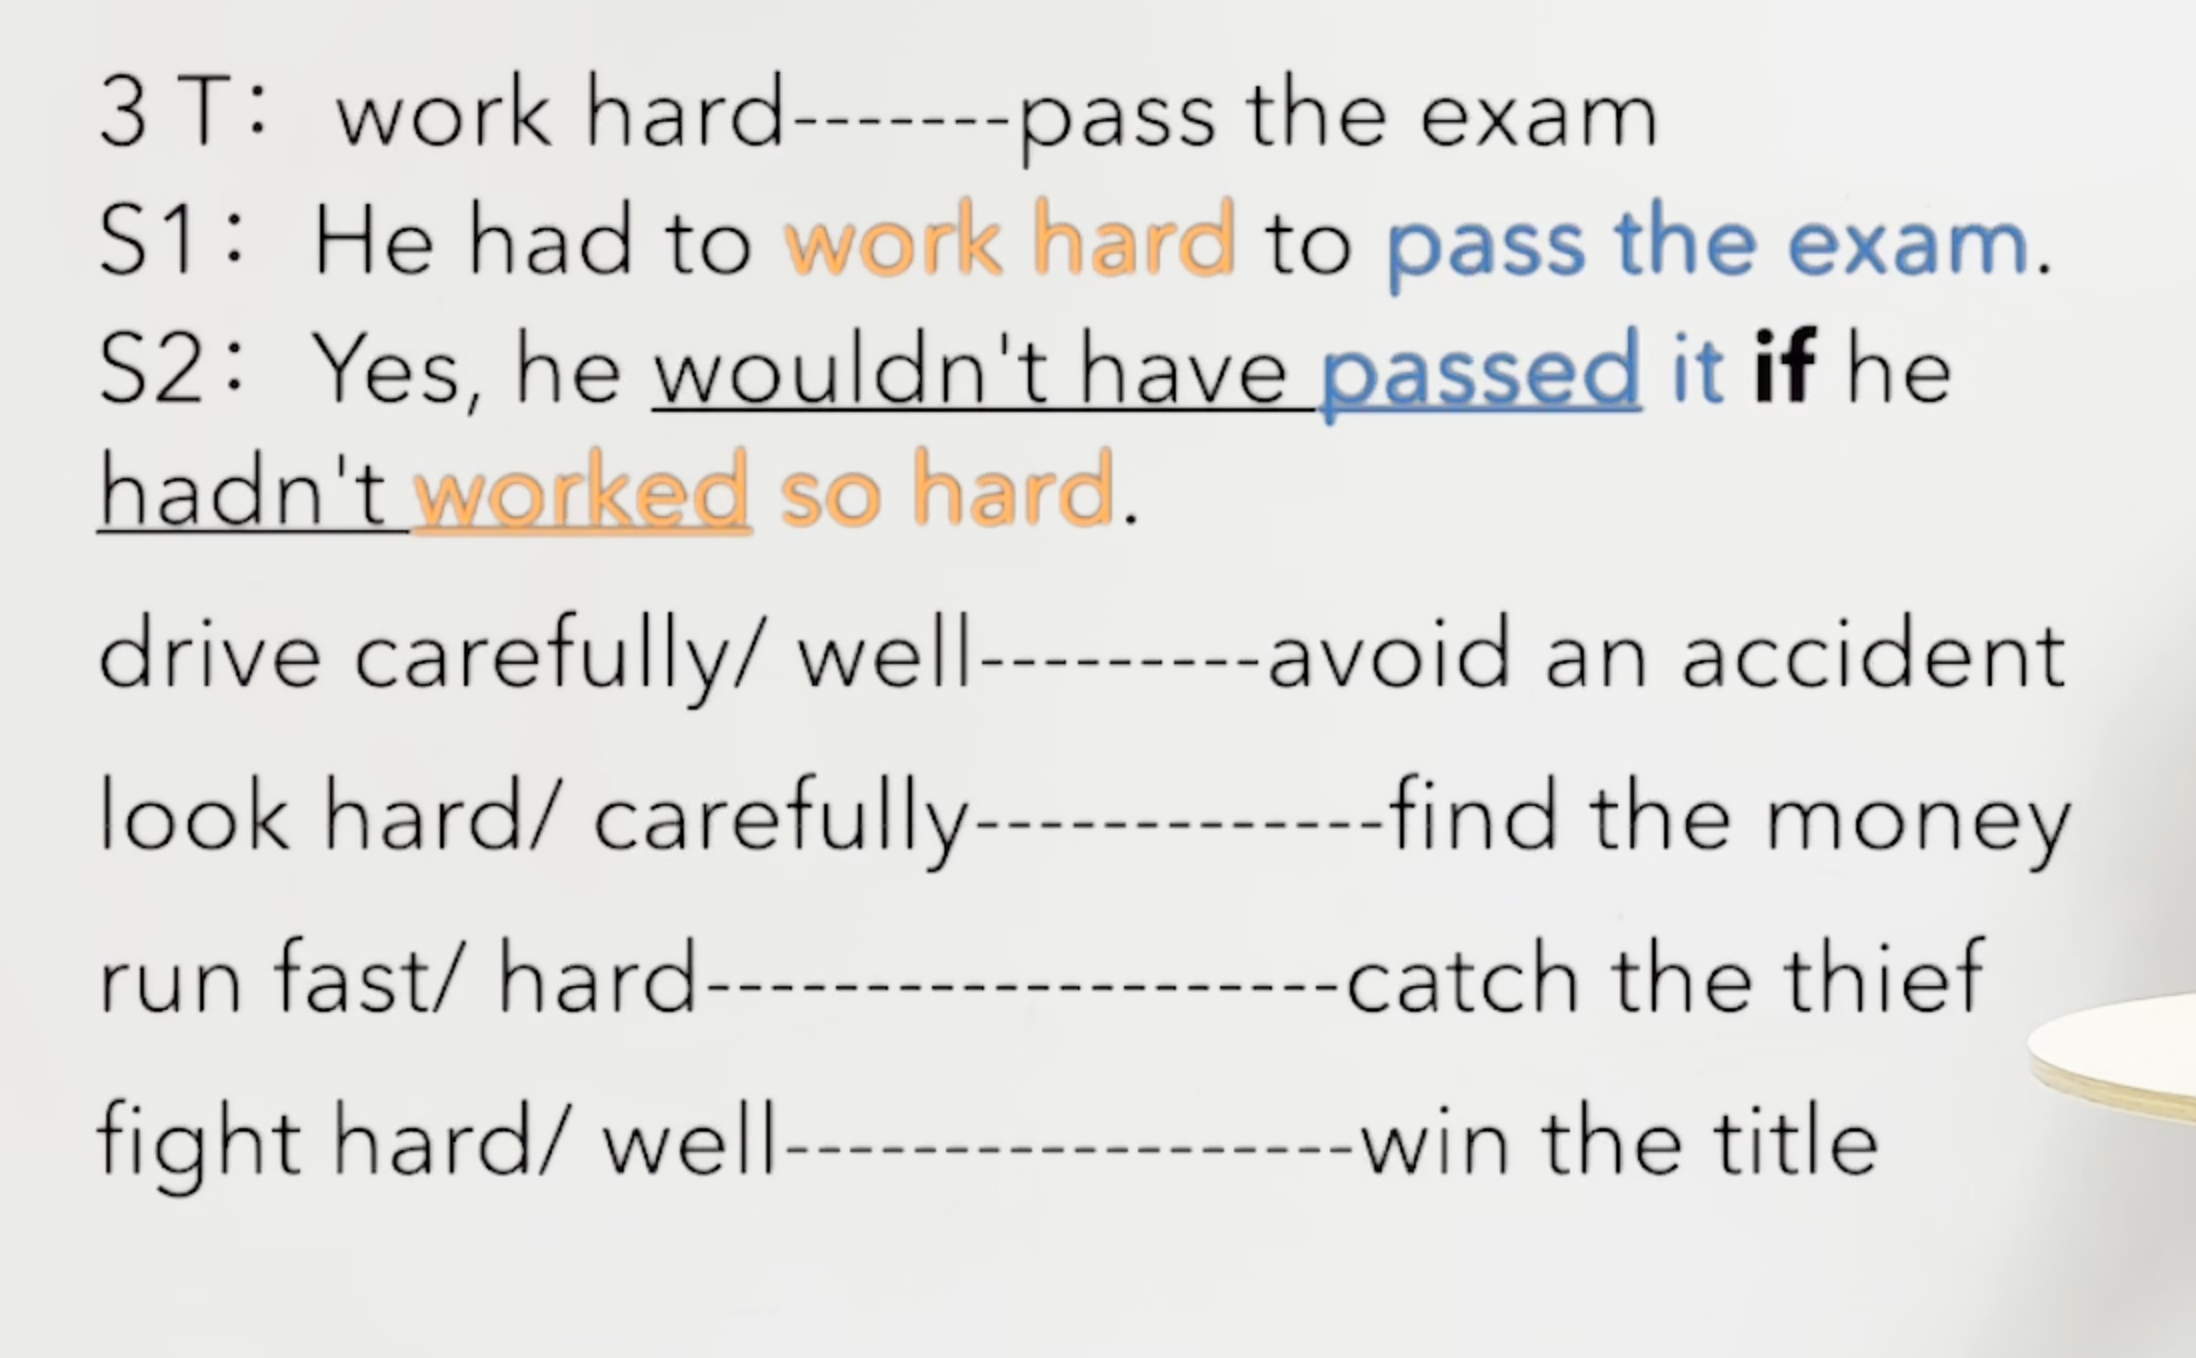 3 T： work hard-------pass the exam
S1： He had to work hard to pass the exam.
S2： Yes, he wouldn't have passed it if he
hadn't worked so hard.
drive carefully/ well---------avoid an accident
look hard/ carefully-------------find the money
run fast/ hard--------------------catch the thief
fight hard/ well------------------win the title